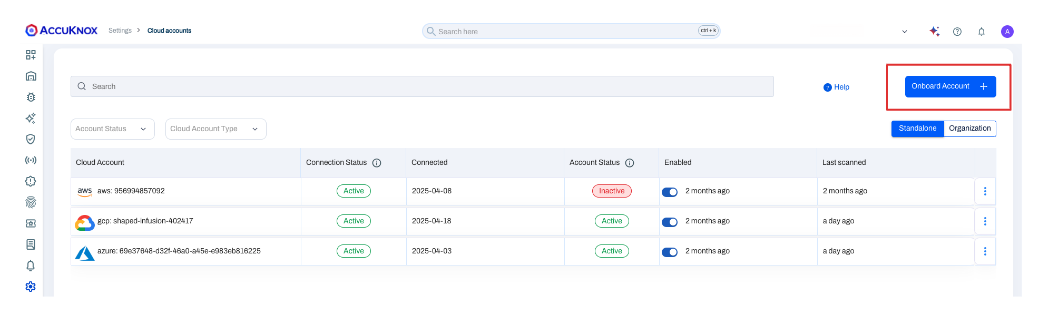 ACCUKNOX Settings > Cloud accounts Search here Ctrl + k A
Search Help Onboard Account +
Account Status Cloud Account Type Standalone Organization
Cloud Account Connection Status Connected Account Status Enabled Last scanned
aws aws: 956994857092 Active 2025-04-08 Inactive 2 months ago 2 months ago
gcp: shaped-infusion-402417 Active 2025-04-18 Active 2 months ago a day ago
azure: 69e37648-d32f-46a0-a45e-e983eb816225 Active 2025-04-03 Active 2 months ago a day ago